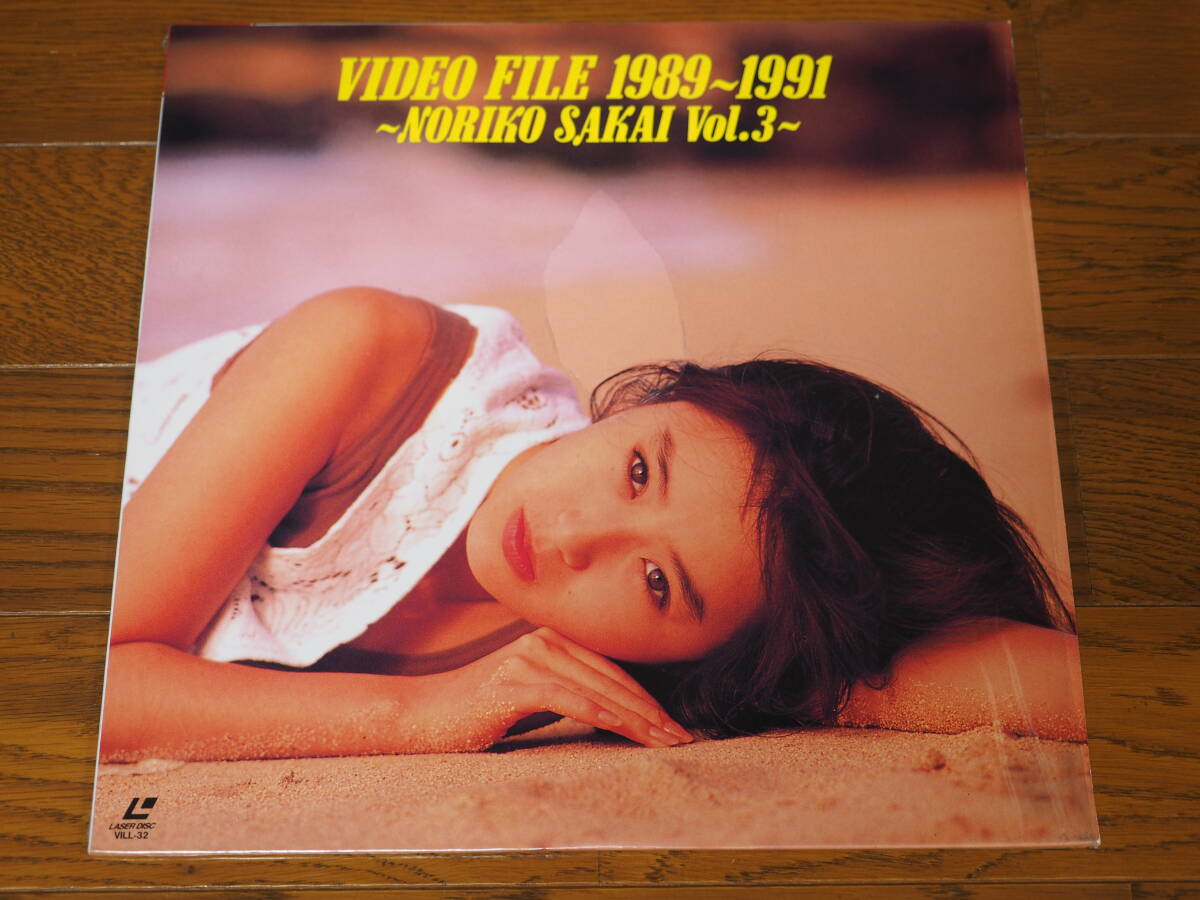 VIDEO FILE 1989~1991
~NORIKO SAKAI Vol.3~
LASER DISC
VILL-32